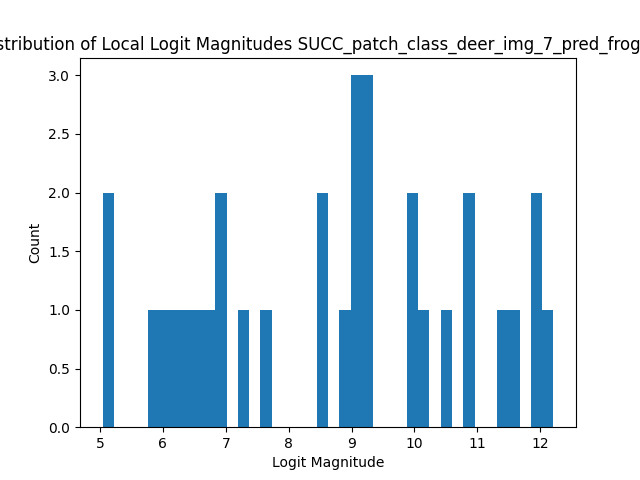 stribution of Local Logit Magnitudes SUCC_patch_class_deer_img_7_pred_frog
3.0
2.5
2.0
1.5
1.0
0.5
0.0
Count
5 6 7 8 9 10 11 12
Logit Magnitude